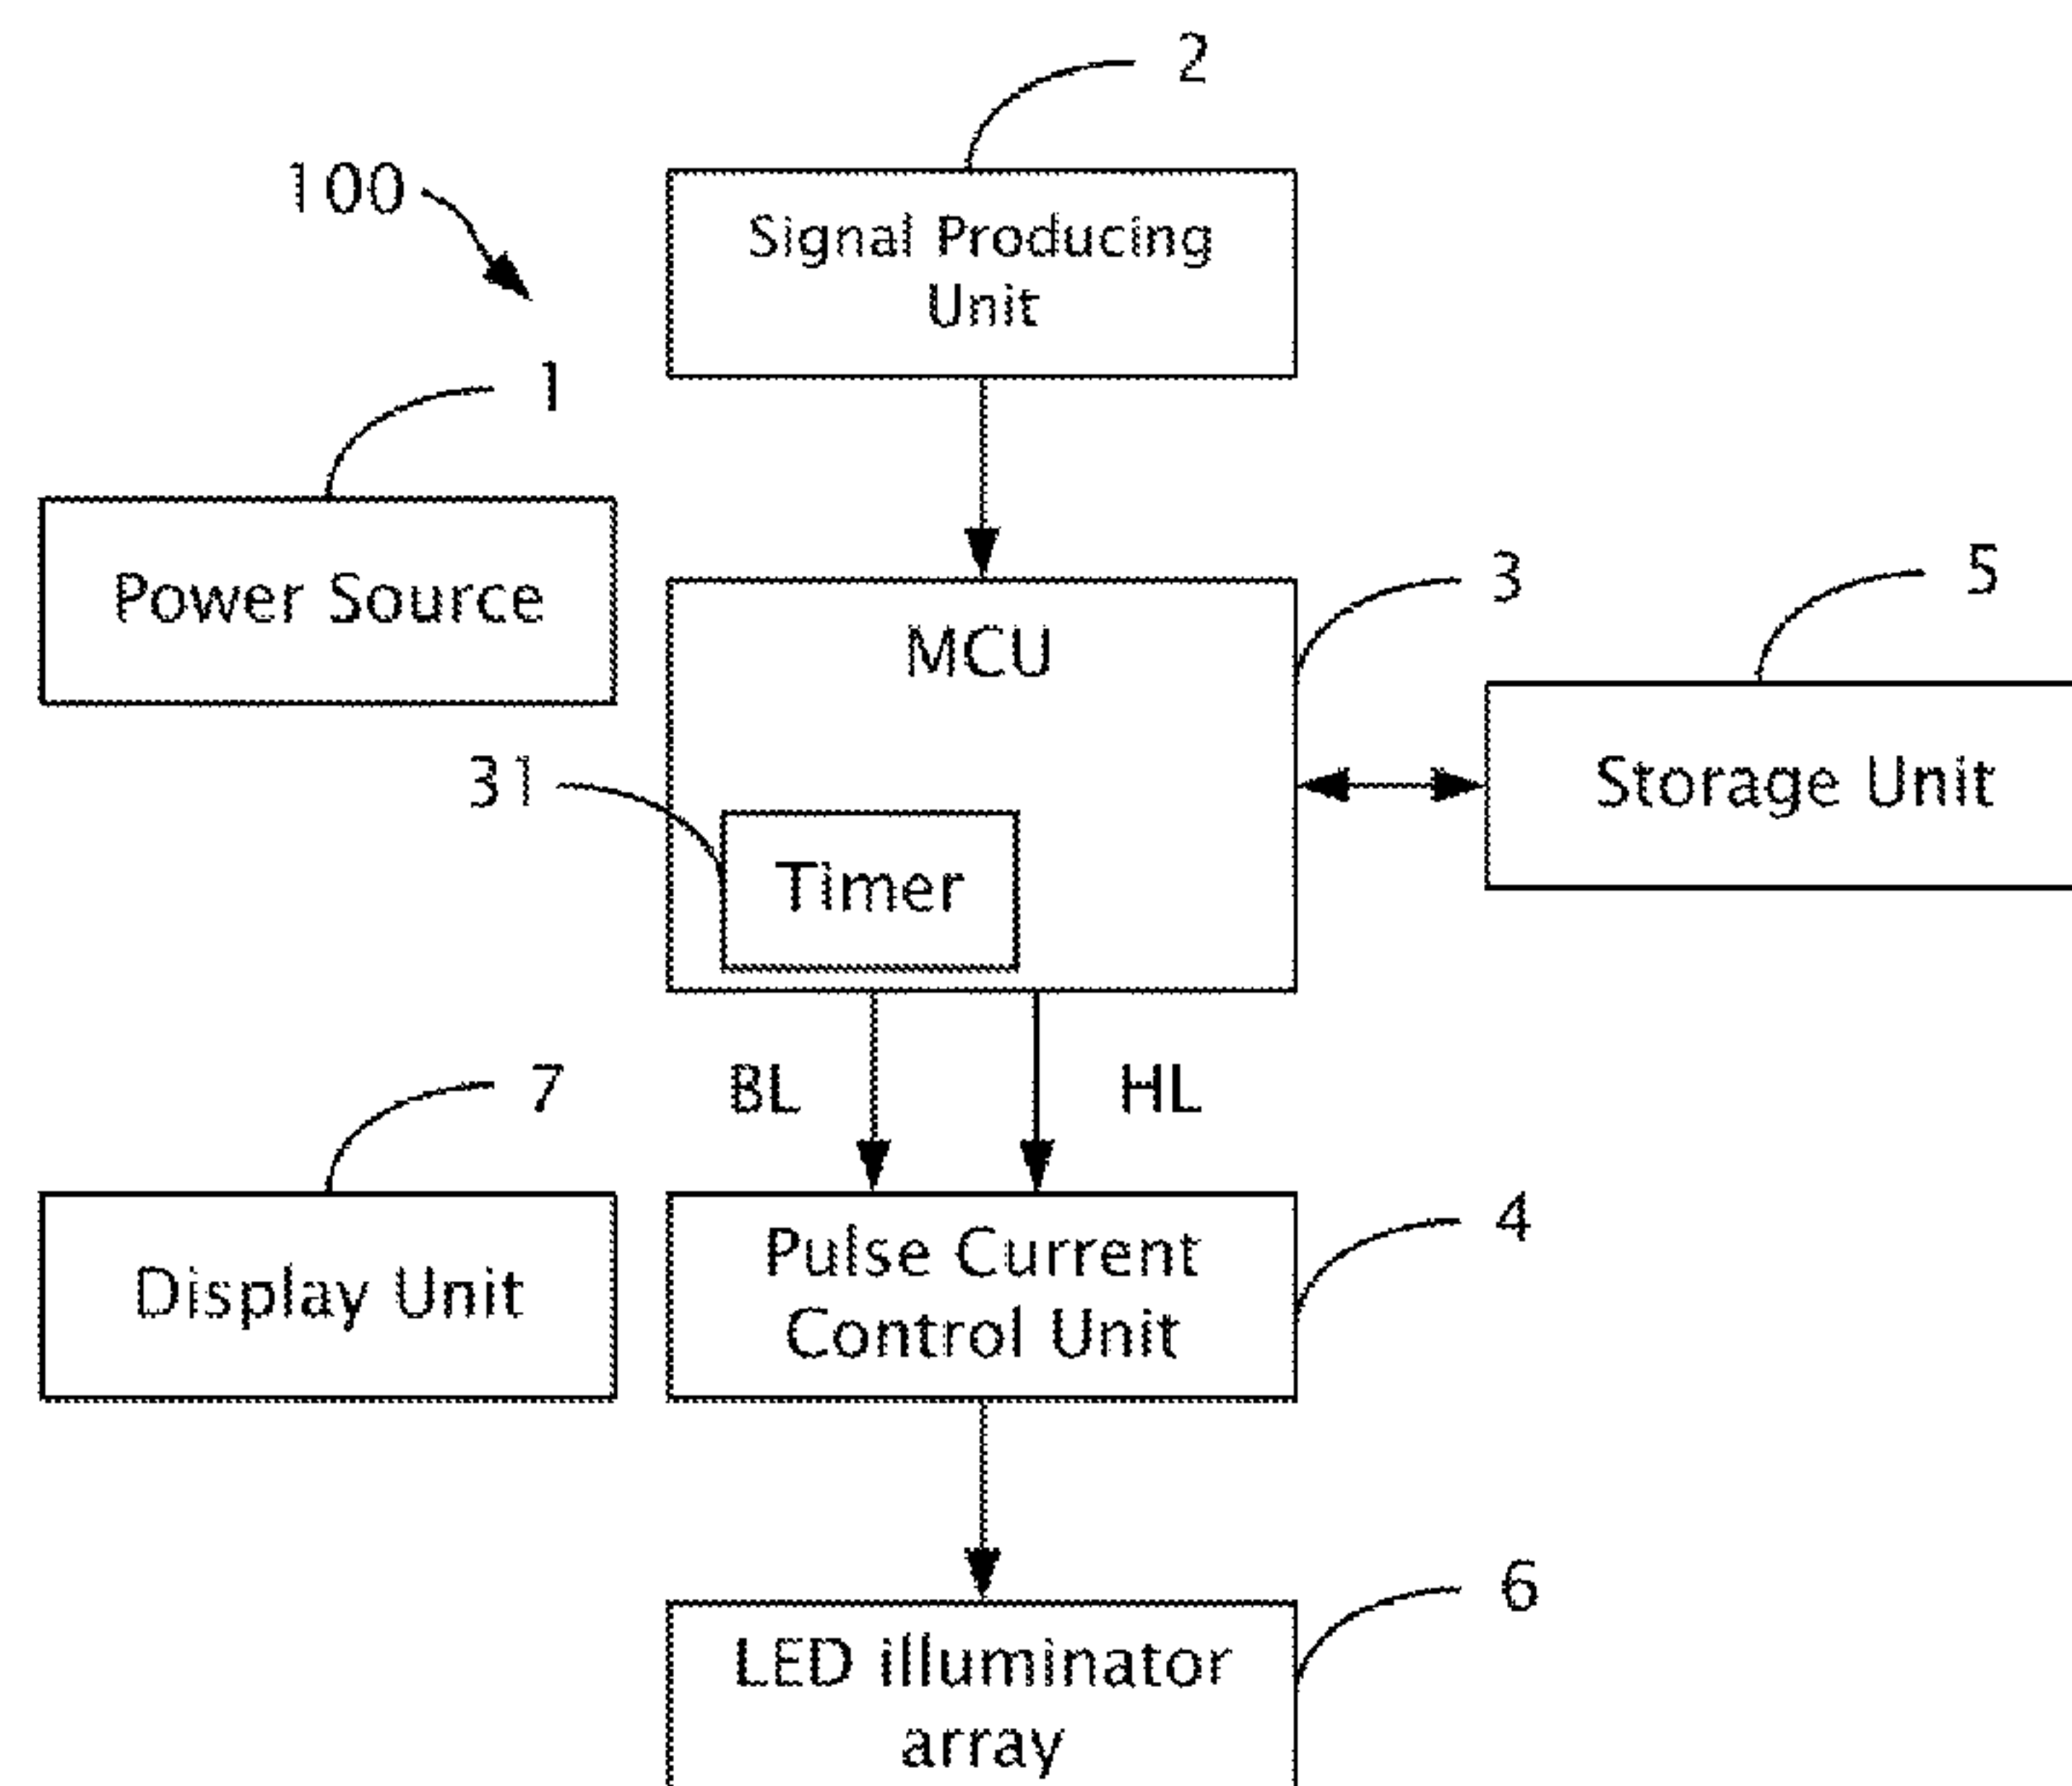 2
100
Signal Producing
Unit
1
Power Source
3
MCU
5
Storage Unit
31
Timer
BL
HL
7
Display Unit
4
Pulse Current
Control Unit
6
LED illuminator
array